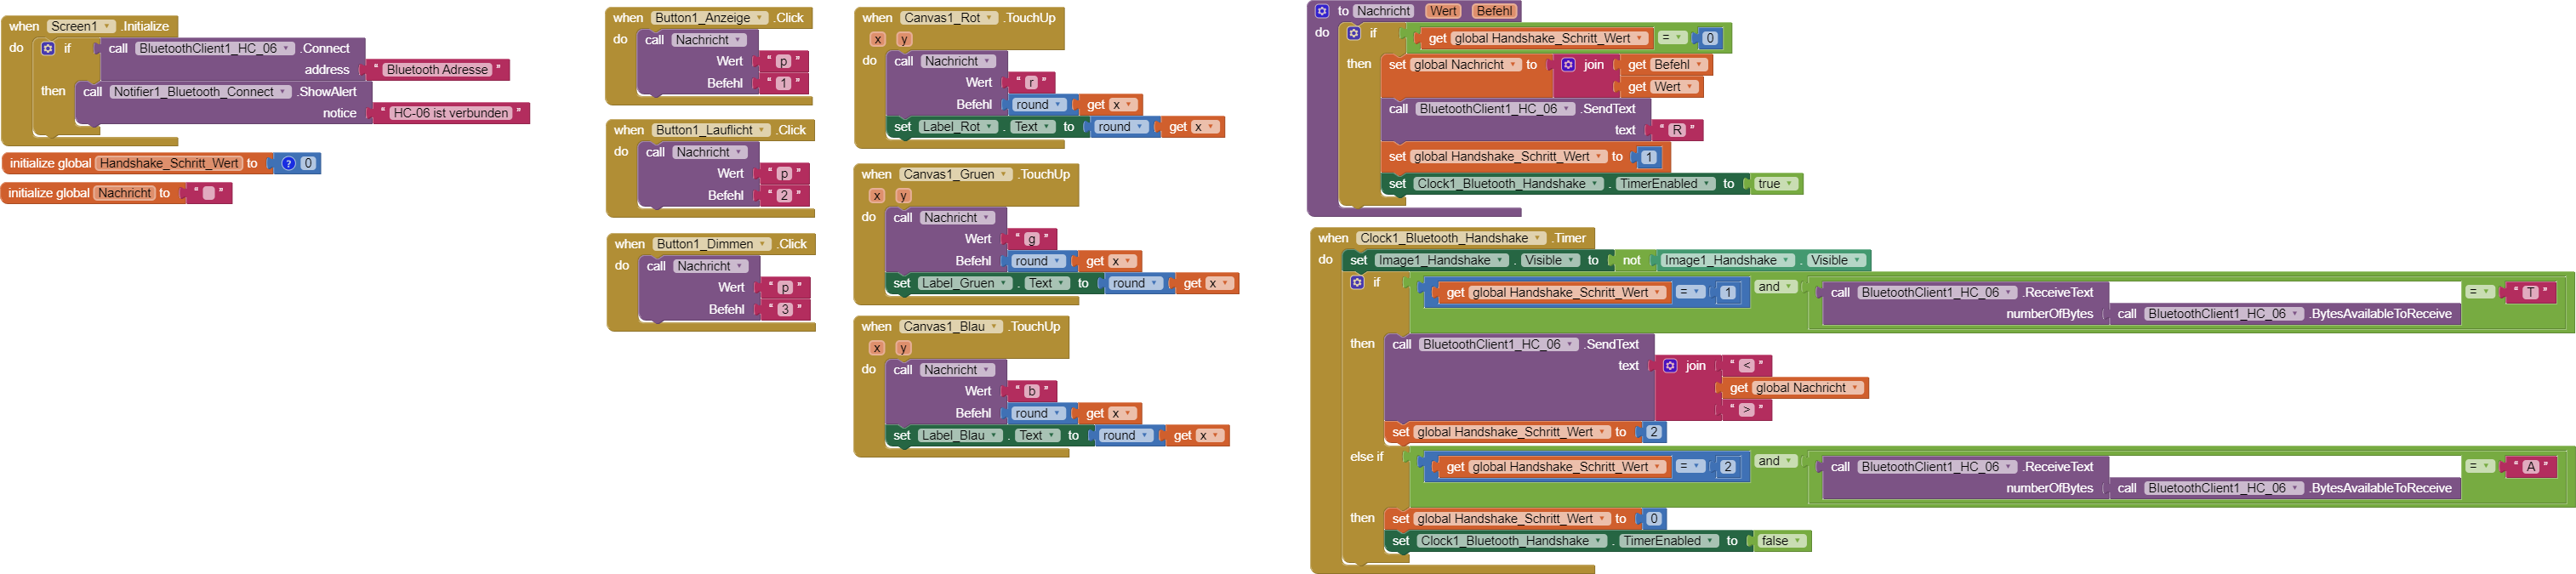 when Screen1 .Initialize
do if call BluetoothClient1_HC_06 .Connect
address " Bluetooth Adresse "
then call Notifier1_Bluetooth_Connect .ShowAlert
notice " HC-06 ist verbunden "
initialize global Handshake_Schritt_Wert to ? 0
initialize global Nachricht to " "
when Button1_Anzeige .Click
do call Nachricht
Wert " p "
Befehl " 1 "
when Button1_Lauflicht .Click
do call Nachricht
Wert " p "
Befehl " 2 "
when Button1_Dimmen .Click
do call Nachricht
Wert " p "
Befehl " 3 "
when Canvas1_Rot .TouchUp
x y
do call Nachricht
Wert " r "
Befehl round get x
set Label_Rot . Text to round get x
when Canvas1_Gruen .TouchUp
x y
do call Nachricht
Wert " g "
Befehl round get x
set Label_Gruen . Text to round get x
when Canvas1_Blau .TouchUp
x y
do call Nachricht
Wert " b "
Befehl round get x
set Label_Blau . Text to round get x
to Nachricht Wert Befehl
do if get global Handshake_Schritt_Wert = 0
then set global Nachricht to join get Befehl
get Wert
call BluetoothClient1_HC_06 .SendText
text " R "
set global Handshake_Schritt_Wert to 1
set Clock1_Bluetooth_Handshake . TimerEnabled to true
when Clock1_Bluetooth_Handshake .Timer
do set Image1_Handshake . Visible to not Image1_Handshake . Visible
if get global Handshake_Schritt_Wert = 1 and call BluetoothClient1_HC_06 .ReceiveText = " T "
numberOfBytes call BluetoothClient1_HC_06 .BytesAvailableToReceive
then call BluetoothClient1_HC_06 .SendText
text join " < "
get global Nachricht
" > "
set global Handshake_Schritt_Wert to 2
else if get global Handshake_Schritt_Wert = 2 and call BluetoothClient1_HC_06 .ReceiveText = " A "
numberOfBytes call BluetoothClient1_HC_06 .BytesAvailableToReceive
then set global Handshake_Schritt_Wert to 0
set Clock1_Bluetooth_Handshake . TimerEnabled to false